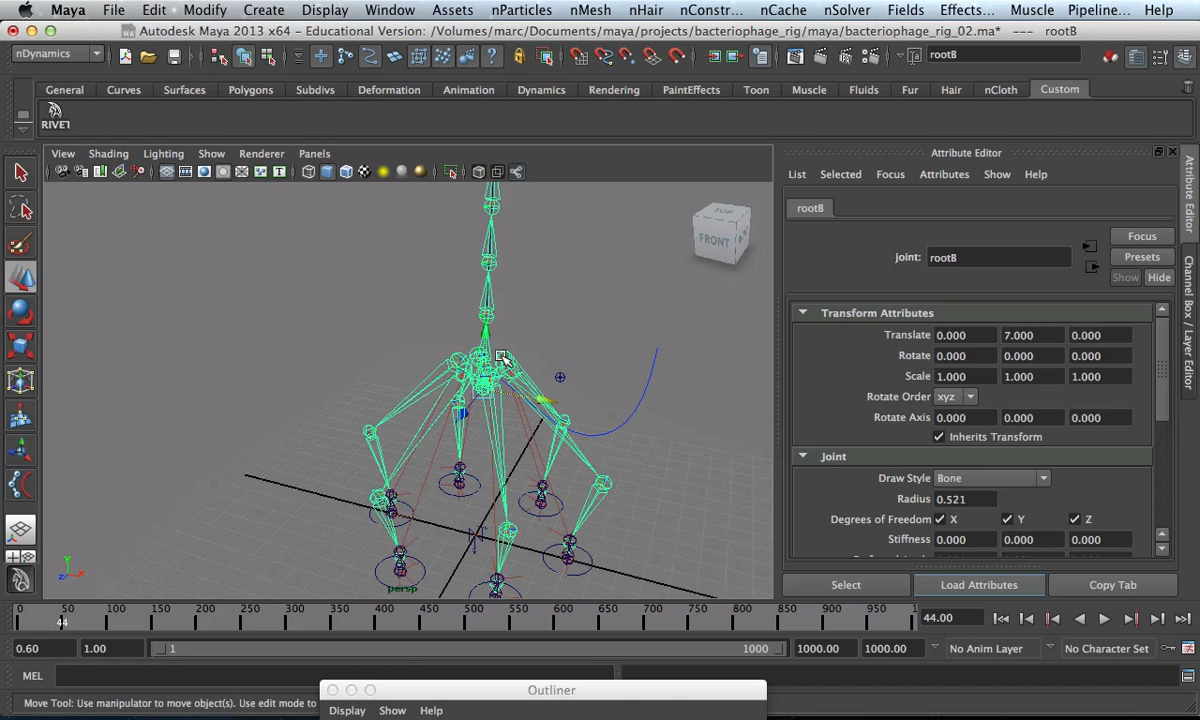 Maya File Edit Modify Create Display Window Assets nParticles nMesh nHair nConstr... nCache nSolver Fields Effects... Muscle Pipeline... Help
Autodesk Maya 2013 x64 - Educational Version: /Volumes/marc/Documents/maya/projects/bacteriophage_rig/maya/bacteriophage_rig_02.ma* --- rootB
nDynamics
rootB
General Curves Surfaces Polygons Subdivs Deformation Animation Dynamics Rendering PaintEffects Toon Muscle Fluids Fur Hair nCloth Custom
RIVET
View Shading Lighting Show Renderer Panels
TOP
FRONT
persp
y
x
Attribute Editor
List Selected Focus Attributes Show Help
rootB
joint: rootB
Focus
Presets
Show Hide
Transform Attributes
Translate 0.000 7.000 0.000
Rotate 0.000 0.000 0.000
Scale 1.000 1.000 1.000
Rotate Order xyz
Rotate Axis 0.000 0.000 0.000
Inherits Transform
Joint
Draw Style Bone
Radius 0.521
Degrees of Freedom X Y Z
Stiffness 0.000 0.000 0.000
Select Load Attributes Copy Tab
Attribute Editor
Channel Box / Layer Editor
0 50 100 150 200 250 300 350 400 450 500 550 600 650 700 750 800 850 900 950 1
44
44.00
0.60 1.00 1 1000 1000.00 1000.00 No Anim Layer No Character Set
MEL
Move Tool: Use manipulator to move object(s). Use edit mode to
Outliner
Display Show Help